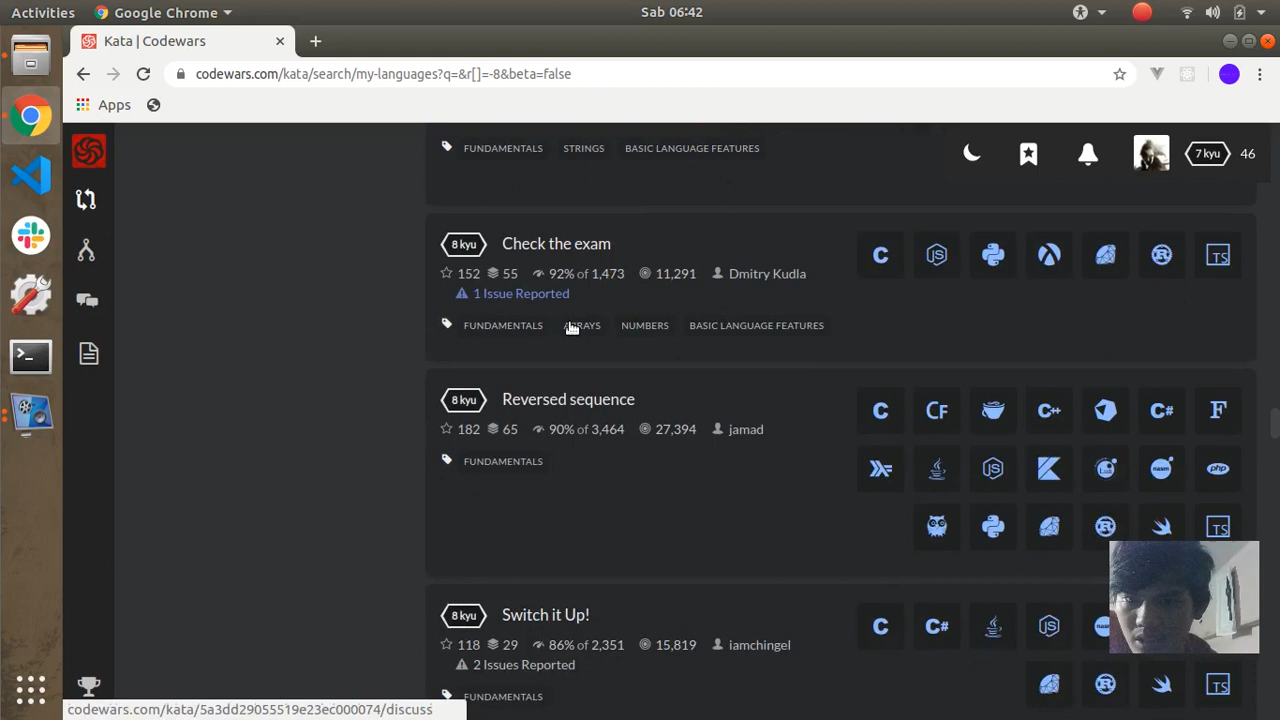 Activities Google Chrome Sab 06:42
Kata | Codewars
codewars.com/kata/search/my-languages?q=&r[]=-8&beta=false
Apps
FUNDAMENTALS STRINGS BASIC LANGUAGE FEATURES
7 kyu 46
8 kyu Check the exam
152 55 92% of 1,473 11,291 Dmitry Kudla
1 Issue Reported
FUNDAMENTALS ARRAYS NUMBERS BASIC LANGUAGE FEATURES
8 kyu Reversed sequence
182 65 90% of 3,464 27,394 jamad
FUNDAMENTALS
8 kyu Switch it Up!
118 29 86% of 2,351 15,819 iamchingel
2 Issues Reported
FUNDAMENTALS
codewars.com/kata/5a3dd29055519e23ec000074/discuss